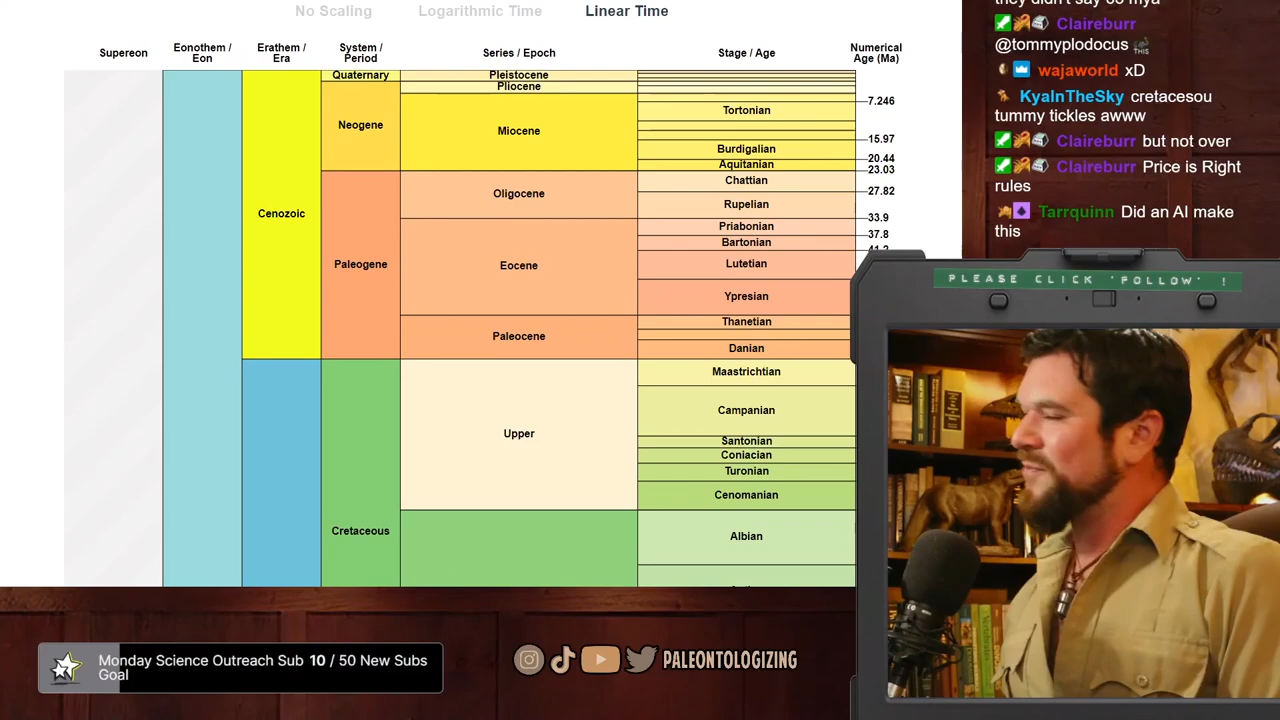 No Scaling
Logarithmic Time
Linear Time
Supereon
Eonothem /
Eon
Erathem /
Era
System /
Period
Series / Epoch
Stage / Age
Numerical
Age (Ma)
Quaternary
Pleistocene
Pliocene
7.246
Tortonian
Neogene
Miocene
15.97
Burdigalian
20.44
Aquitanian
23.03
Chattian
27.82
Oligocene
Rupelian
Cenozoic
33.9
Priabonian
37.8
Bartonian
41.2
Paleogene
Eocene
Lutetian
Ypresian
Thanetian
Paleocene
Danian
Maastrichtian
Campanian
Upper
Santonian
Coniacian
Turonian
Cenomanian
Cretaceous
Albian
Claireburr
@tommyplodocus THIS
wajaworld xD
KyaInTheSky cretacesou
tummy tickles awww
Claireburr but not over
Claireburr Price is Right
rules
Tarrquinn Did an AI make
this
PLEASE CLICK 'FOLLOW' !
Monday Science Outreach Sub 10 / 50 New Subs
Goal
PALEONTOLOGIZING